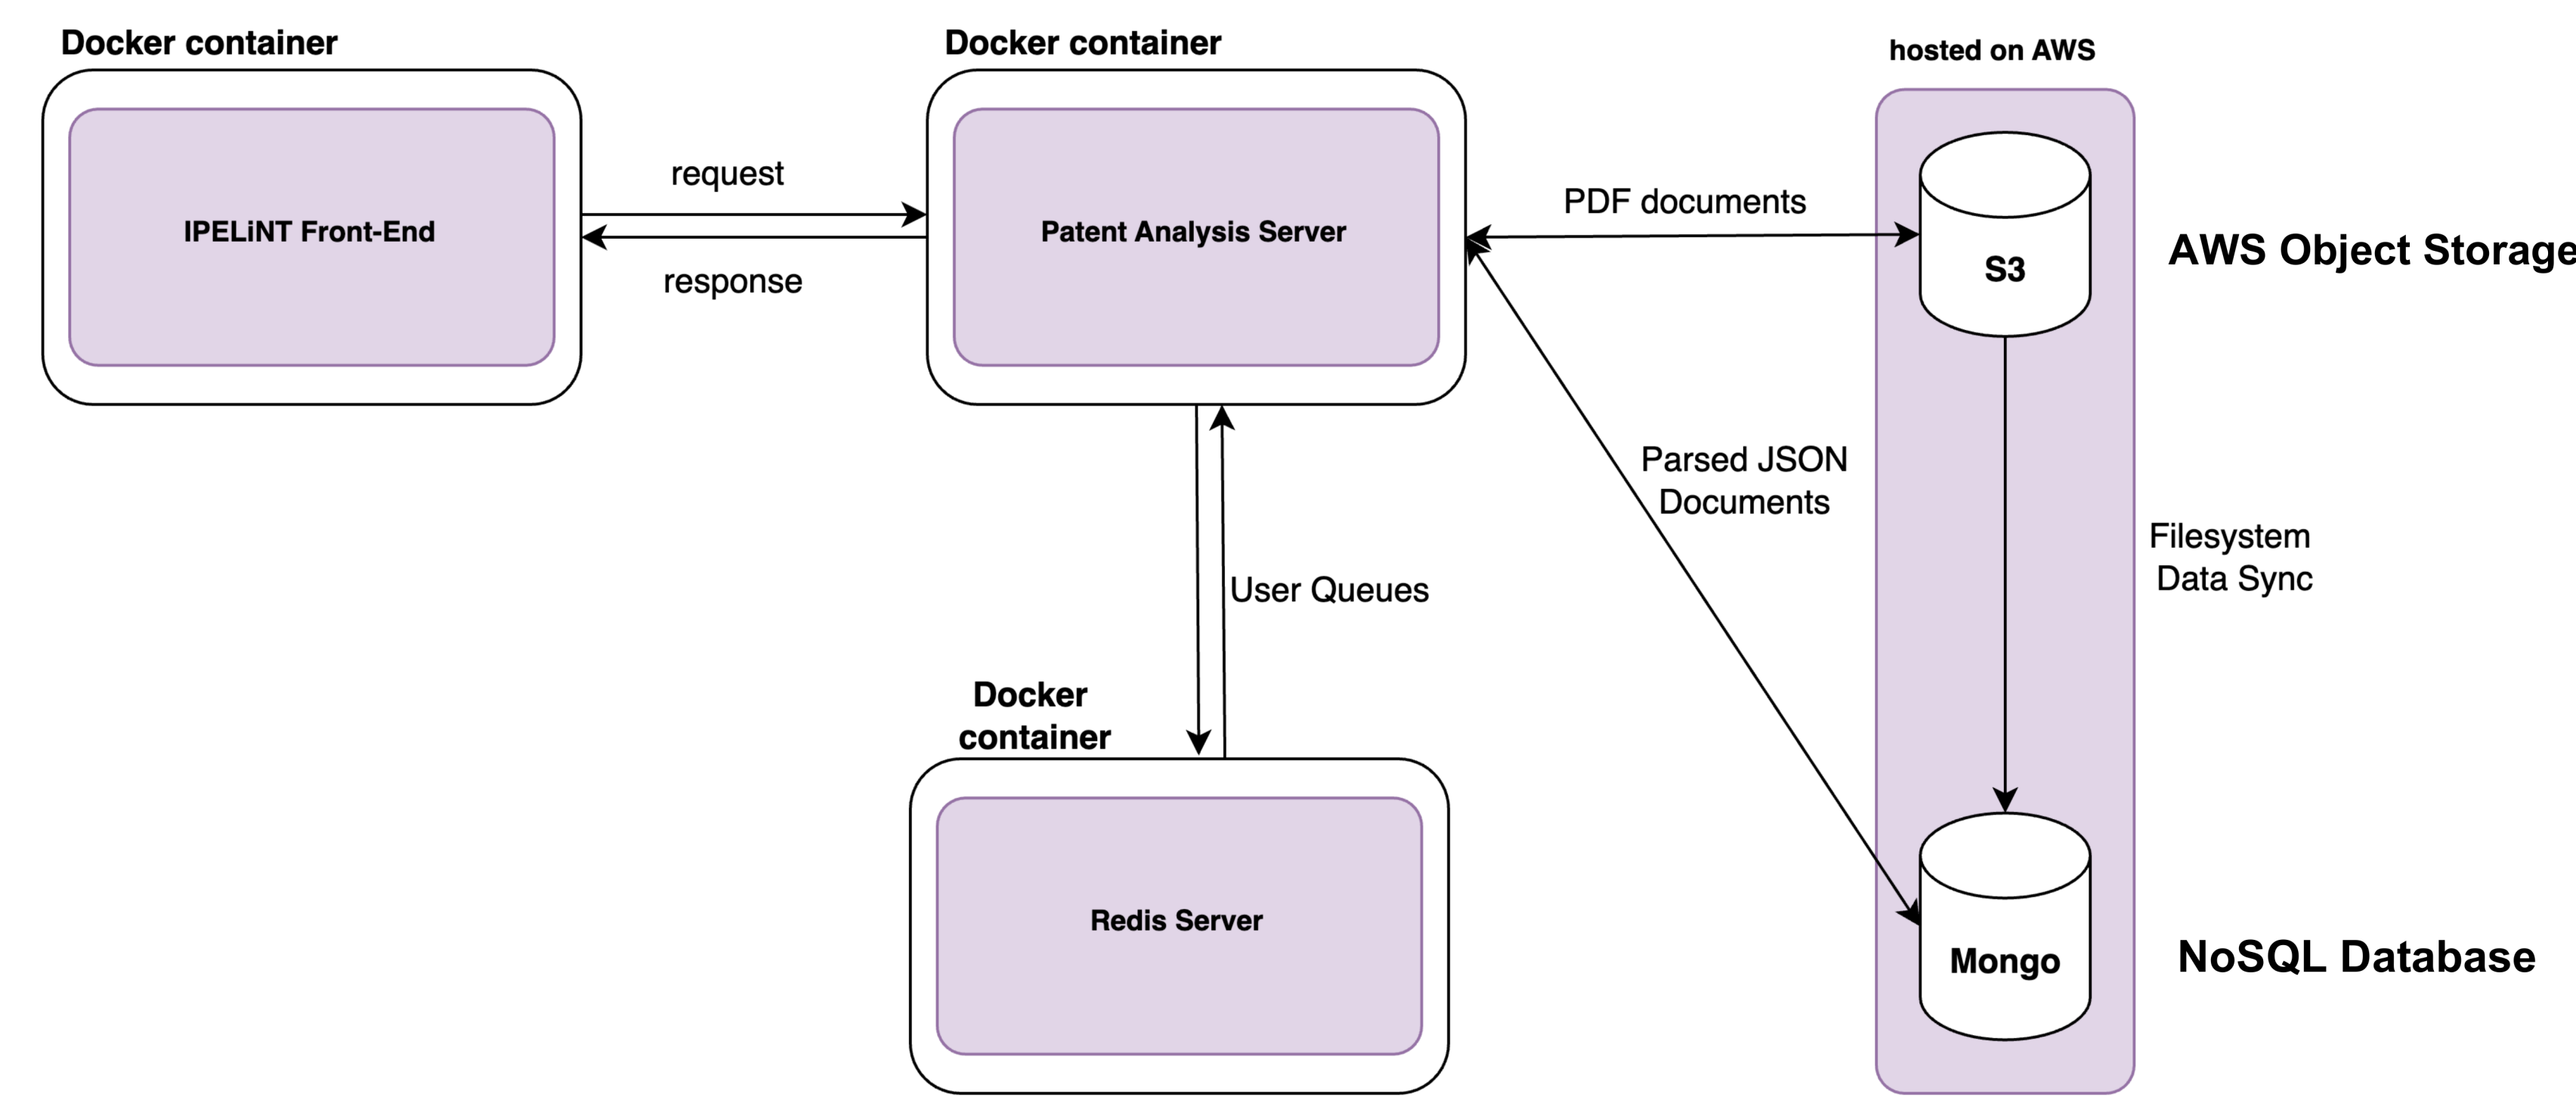 Docker container
Docker container
hosted on AWS
IPELiNT Front-End
request
response
Patent Analysis Server
PDF documents
S3
AWS Object Storage
Parsed JSON
Documents
Filesystem
Data Sync
User Queues
Docker
container
Redis Server
Mongo
NoSQL Database